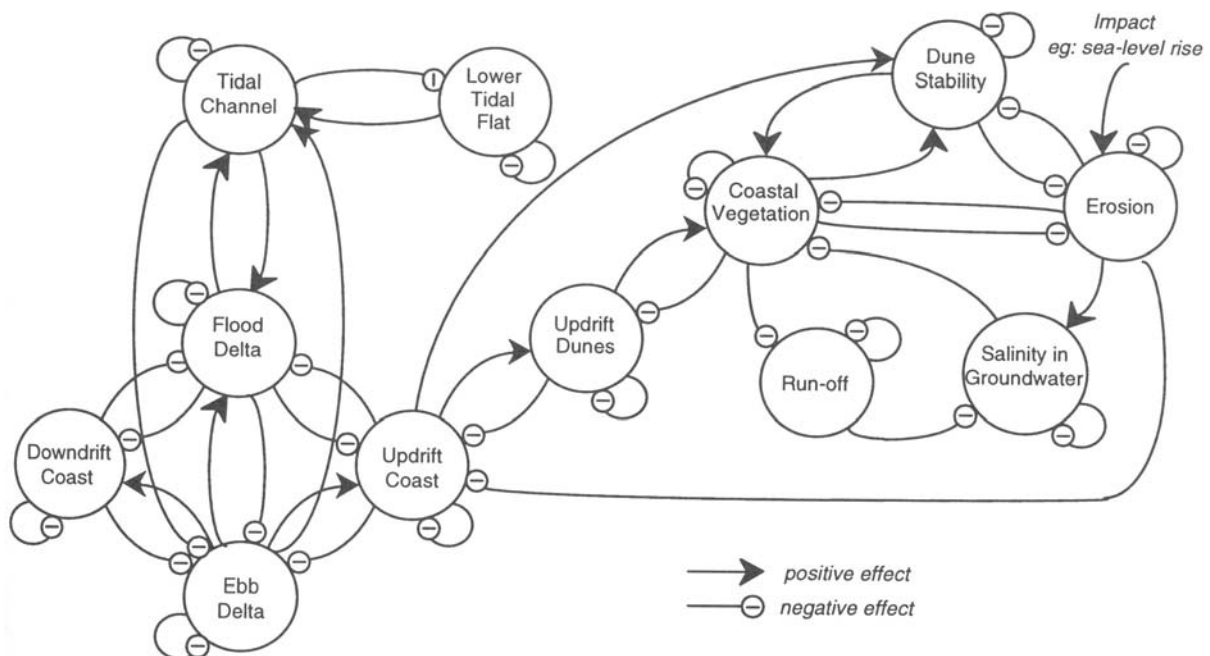 Tidal
Channel
Lower
Tidal
Flat
Dune
Stability
Impact
eg: sea-level rise
Coastal
Vegetation
Erosion
Flood
Delta
Updrift
Dunes
Run-off
Salinity in
Groundwater
Downdrift
Coast
Updrift
Coast
Ebb
Delta
positive effect
negative effect